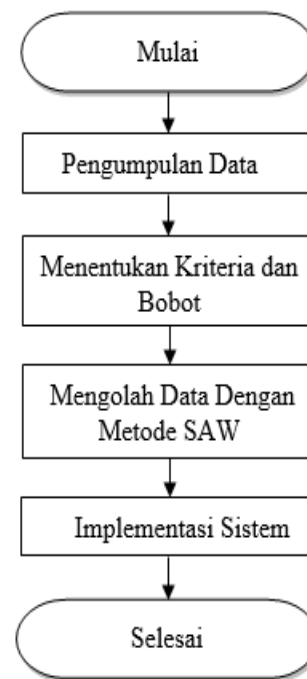 Mulai
Pengumpulan Data
Menentukan Kriteria dan
Bobot
Mengolah Data Dengan
Metode SAW
Implementasi Sistem
Selesai